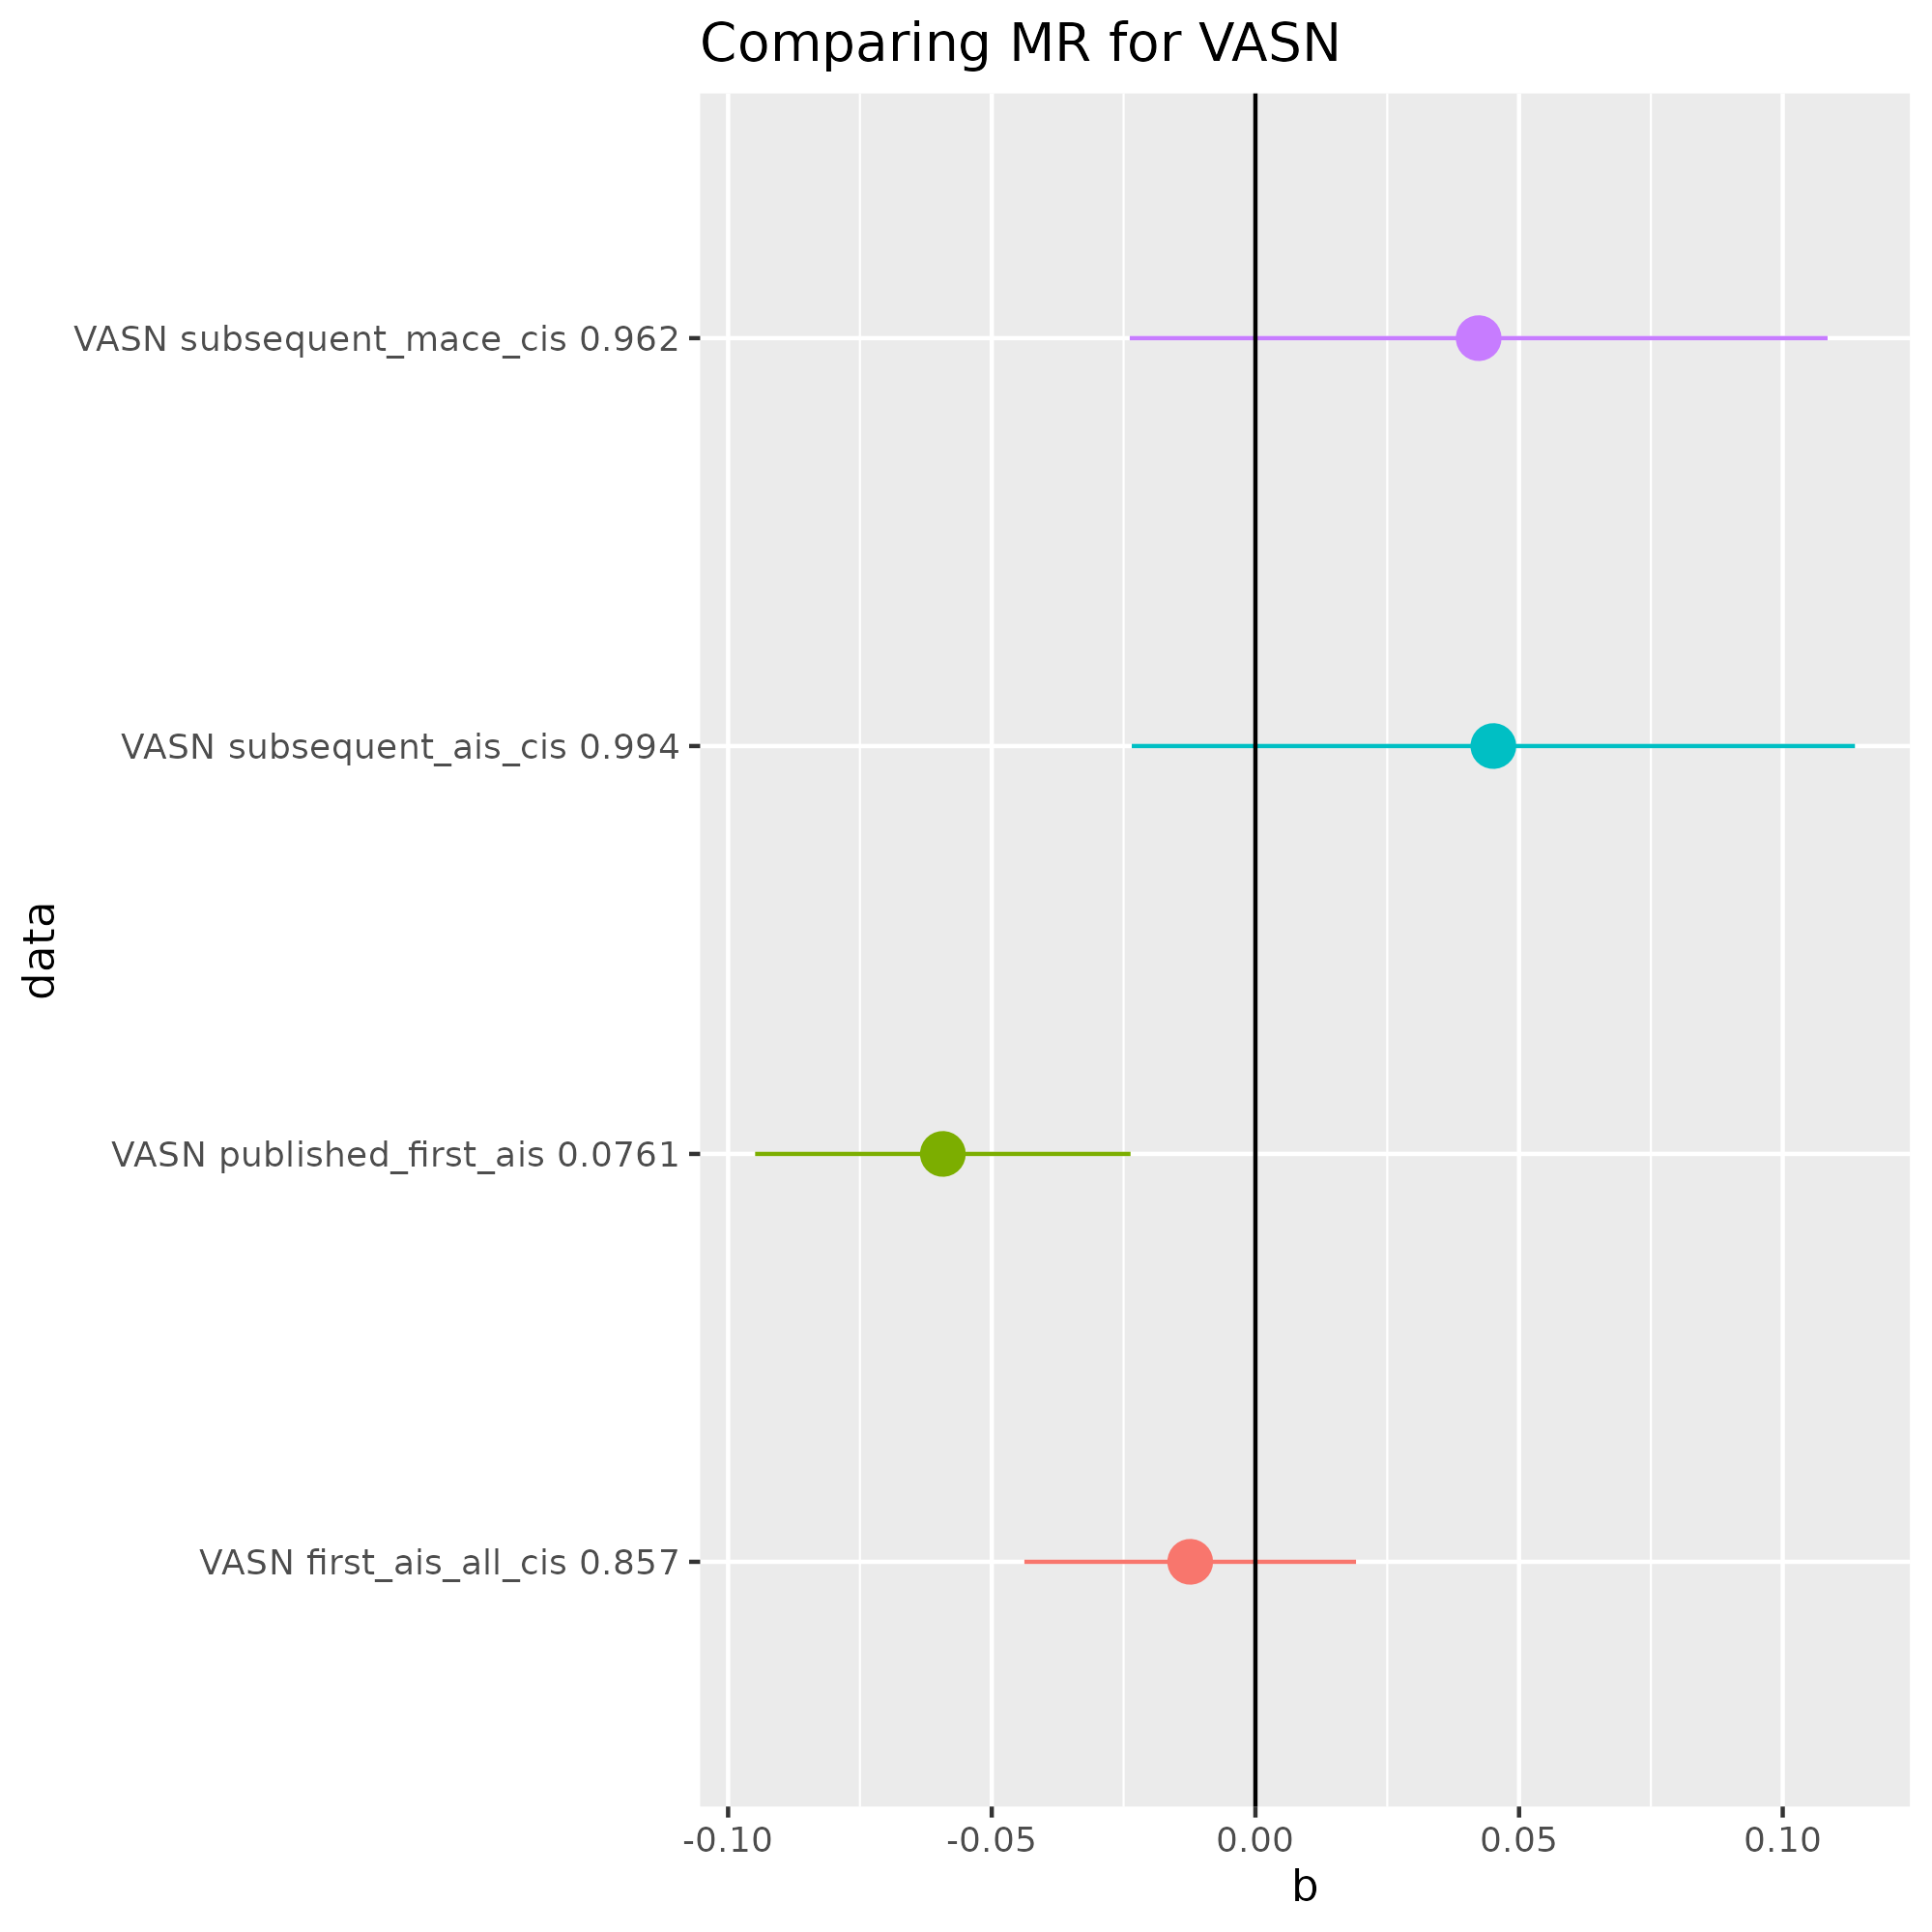 Comparing MR for VASN
VASN subsequent_mace_cis 0.962
VASN subsequent_ais_cis 0.994
data
VASN published_first_ais 0.0761
VASN first_ais_all_cis 0.857
-0.10 -0.05 0.00 0.05 0.10
b